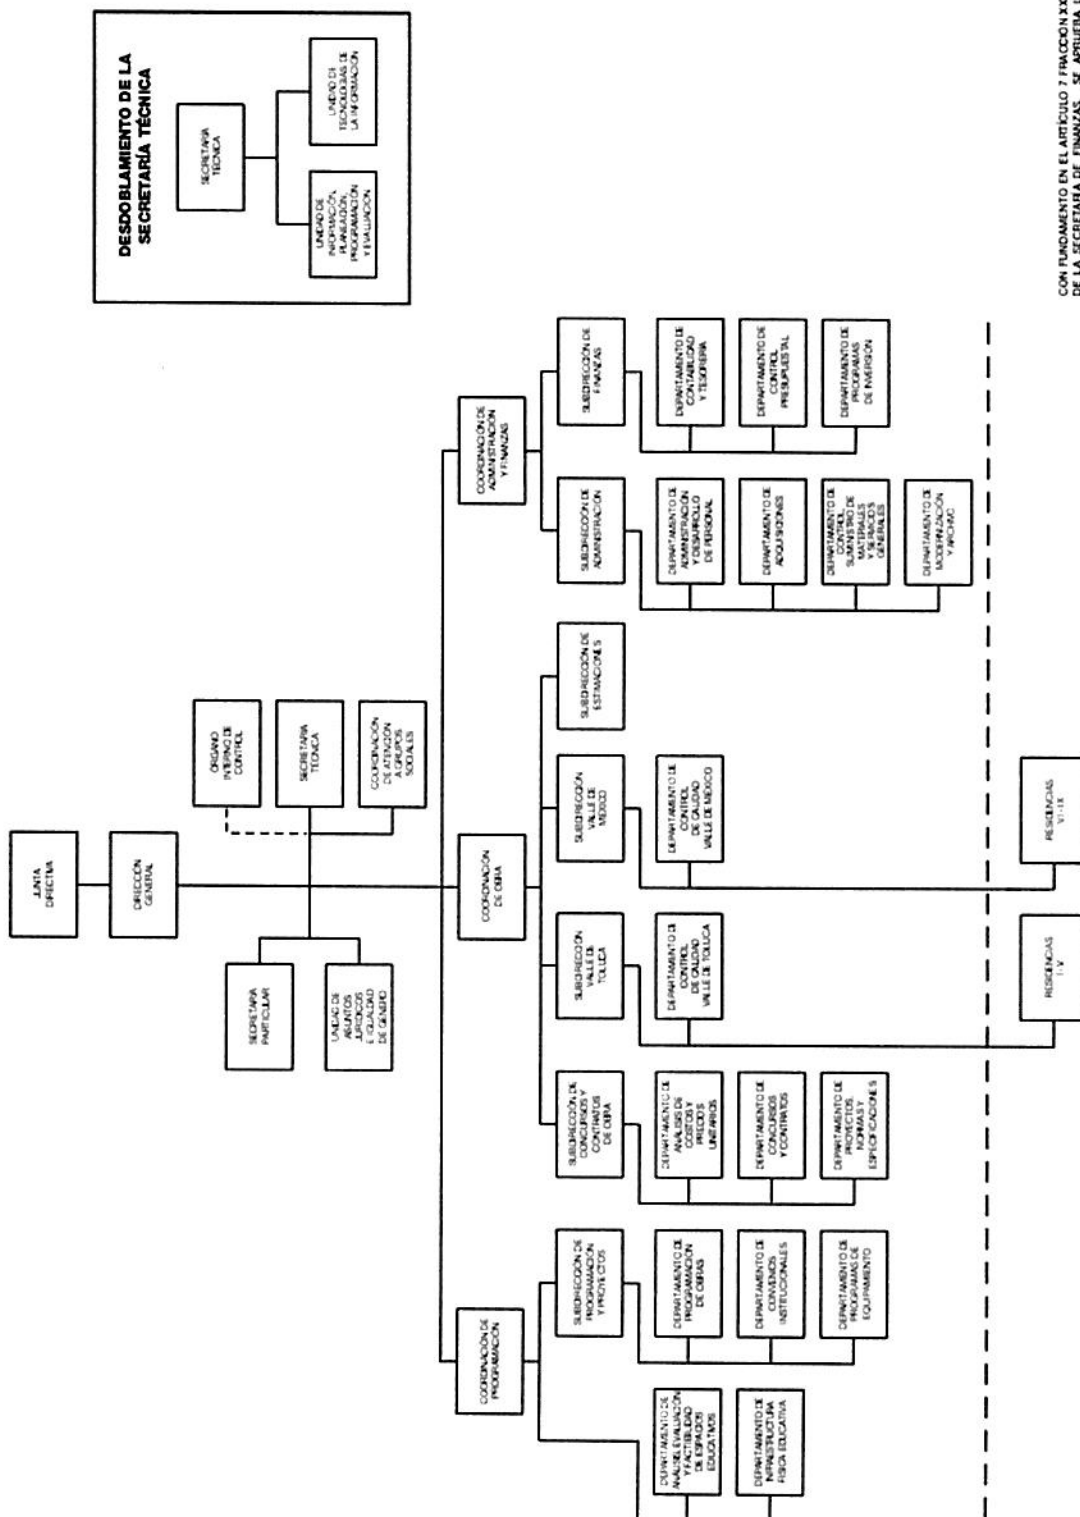 JUNTA
DIRECTIVA
DIRECCIÓN
GENERAL
SECRETARÍA
PARTICULAR
UNIDAD DE
ASUNTOS
JURÍDICOS
E IGUALDAD
DE GÉNERO
ÓRGANO
INTERNO DE
CONTROL
SECRETARÍA
TÉCNICA
COORDINACIÓN
DE ATENCIÓN
A GRUPOS
SOCIALES
DESDOBLAMIENTO DE LA
SECRETARÍA TÉCNICA
SECRETARÍA
TÉCNICA
UNIDAD DE
INFORMACIÓN,
PLANEACIÓN,
PROGRAMACIÓN
Y EVALUACIÓN
UNIDAD DE
TECNOLOGÍAS DE
LA INFORMACIÓN
COORDINACIÓN DE
PROGRAMACIÓN
COORDINACIÓN
DE OBRA
COORDINACIÓN DE
ADMINISTRACIÓN
Y FINANZAS
SUBDIRECCIÓN DE
PROGRAMACIÓN
Y PROYECTOS
SUBDIRECCIÓN DE
CONCURSOS Y
CONTRATOS
DE OBRA
SUBDIRECCIÓN
VALLE DE
TOLUCA
SUBDIRECCIÓN
VALLE DE
MÉXICO
SUBDIRECCIÓN DE
ESTIMACIONES
SUBDIRECCIÓN DE
ADMINISTRACIÓN
SUBDIRECCIÓN DE
FINANZAS
DEPARTAMENTO DE
ANÁLISIS, EVALUACIÓN
Y FACTIBILIDAD
DE ESPACIOS
EDUCATIVOS
DEPARTAMENTO DE
INFRAESTRUCTURA
FÍSICA EDUCATIVA
DEPARTAMENTO DE
PROGRAMACIÓN
DE OBRAS
DEPARTAMENTO DE
CONVENIOS
INSTITUCIONALES
DEPARTAMENTO DE
PROGRAMAS DE
EQUIPAMIENTO
DEPARTAMENTO DE
ANÁLISIS DE
COSTOS Y
PRECIOS
UNITARIOS
DEPARTAMENTO DE
CONCURSOS
Y CONTRATOS
DEPARTAMENTO DE
PROYECTOS,
NORMAS Y
ESPECIFICACIONES
DEPARTAMENTO DE
CONTROL
DE CALIDAD
VALLE DE TOLUCA
DEPARTAMENTO DE
CONTROL
DE CALIDAD
VALLE DE MÉXICO
DEPARTAMENTO DE
ADMINISTRACIÓN
Y DESARROLLO
DE PERSONAL
DEPARTAMENTO DE
ADQUISICIONES
DEPARTAMENTO DE
CONTROL,
SUMINISTRO DE
MATERIALES
Y SERVICIOS
GENERALES
DEPARTAMENTO DE
MODERNIZACIÓN
Y ARCHIVO
DEPARTAMENTO DE
CONTABILIDAD
Y TESORERÍA
DEPARTAMENTO DE
CONTROL
PRESUPUESTAL
DEPARTAMENTO DE
PROGRAMAS
DE INVERSIÓN
RESIDENCIAS
I - V
RESIDENCIAS
VI - IX
CON FUNDAMENTO EN EL ARTÍCULO 7 FRACCIÓN
DE LA SECRETARÍA DE FINANZAS, SE APRUEBA